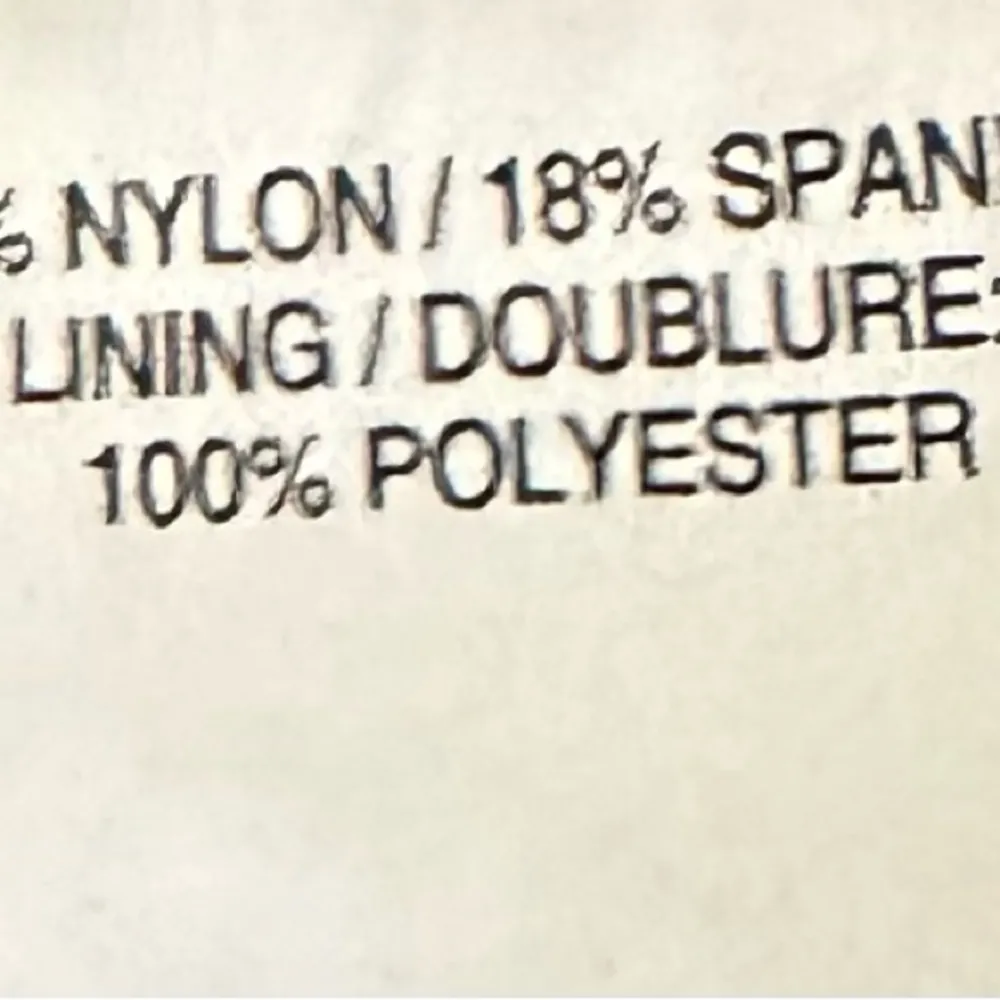 % NYLON / 18% SPAN
LINING / DOUBLURE:
100% POLYESTER